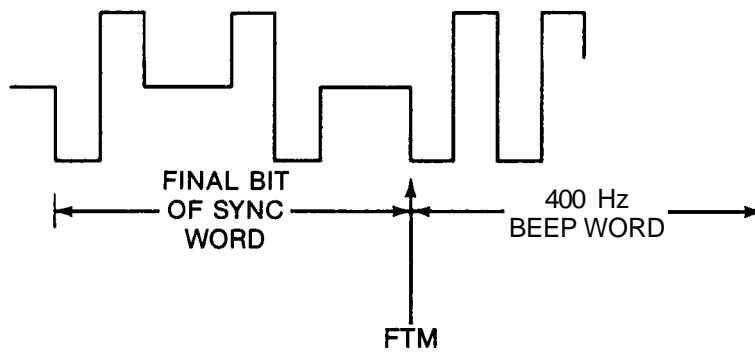 FINAL BIT
OF SYNC
WORD
400 Hz
BEEP WORD
FTM